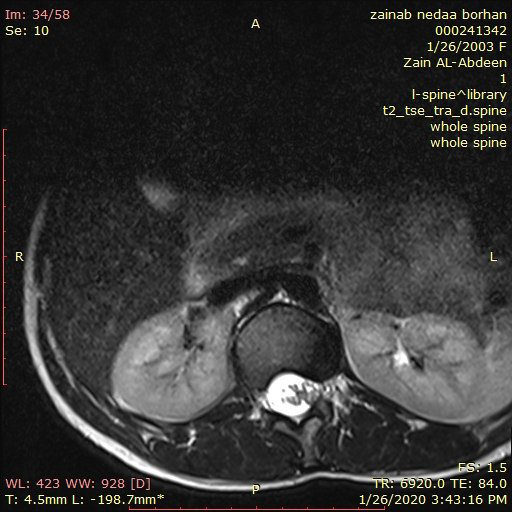 Im: 34/58
Se: 10
A
zainab nedaa borhan
000241342
1/26/2003 F
Zain AL-Abdeen
1
l-spine^library
t2_tse_tra_d.spine
whole spine
whole spine
R
L
WL: 423 WW: 928 [D]
T: 4.5mm L: -198.7mm*
P
FS: 1.5
TR: 6920.0 TE: 84.0
1/26/2020 3:43:16 PM